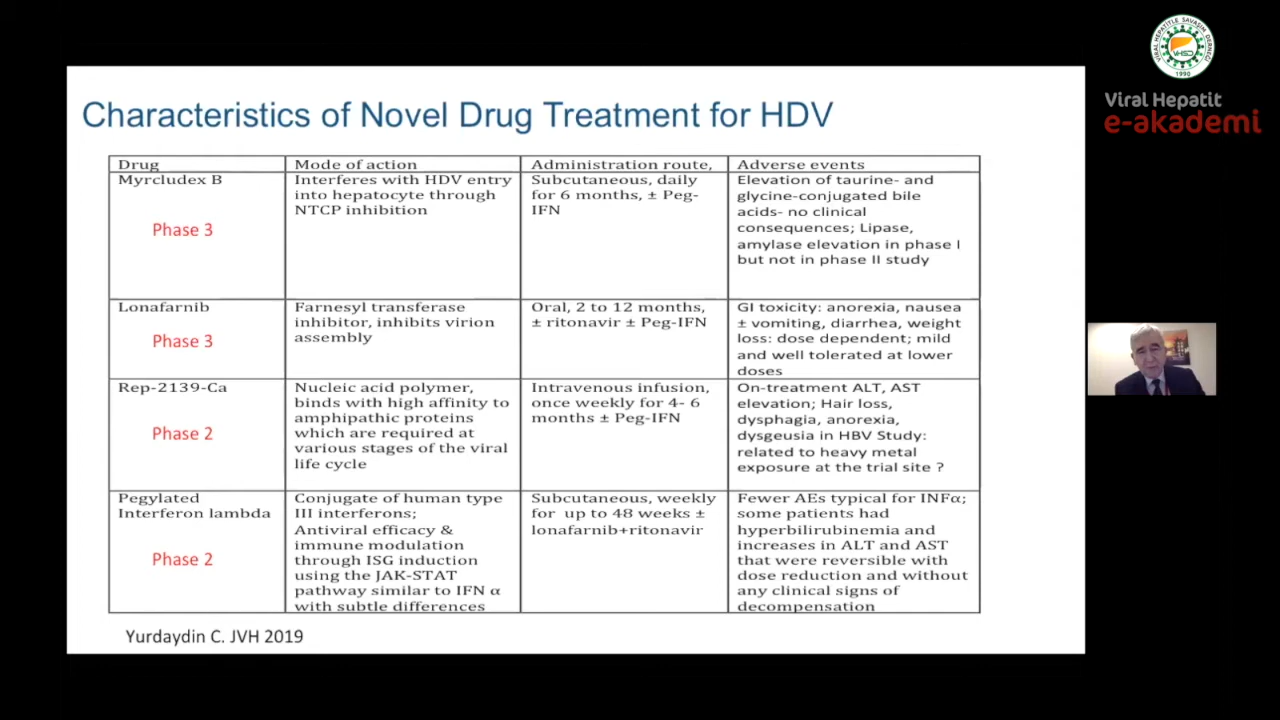 Characteristics of Novel Drug Treatment for HDV
Drug
Mode of action
Administration route,
Adverse events
Myrcludex B
Phase 3
Interferes with HDV entry
into hepatocyte through
NTCP inhibition
Subcutaneous, daily
for 6 months, ± Peg-
IFN
Elevation of taurine- and
glycine-conjugated bile
acids- no clinical
consequences; Lipase,
amylase elevation in phase I
but not in phase II study
Lonafarnib
Phase 3
Farnesyl transferase
inhibitor, inhibits virion
assembly
Oral, 2 to 12 months,
± ritonavir ± Peg-IFN
GI toxicity: anorexia, nausea
± vomiting, diarrhea, weight
loss: dose dependent; mild
and well tolerated at lower
doses
Rep-2139-Ca
Phase 2
Nucleic acid polymer,
binds with high affinity to
amphipathic proteins
which are required at
various stages of the viral
life cycle
Intravenous infusion,
once weekly for 4- 6
months ± Peg-IFN
On-treatment ALT, AST
elevation; Hair loss,
dysphagia, anorexia,
dysgeusia in HBV Study:
related to heavy metal
exposure at the trial site ?
Pegylated
Interferon lambda
Phase 2
Conjugate of human type
III interferons;
Antiviral efficacy &
immune modulation
through ISG induction
using the JAK-STAT
pathway similar to IFN α
with subtle differences
Subcutaneous, weekly
for up to 48 weeks ±
lonafarnib+ritonavir
Fewer AEs typical for INFα;
some patients had
hyperbilirubinemia and
increases in ALT and AST
that were reversible with
dose reduction and without
any clinical signs of
decompensation
Yurdaydin C. JVH 2019
VİRAL HEPATİTLE SAVAŞIM DERNEĞİ
VHSD
1990
Viral Hepatit
e-akademi